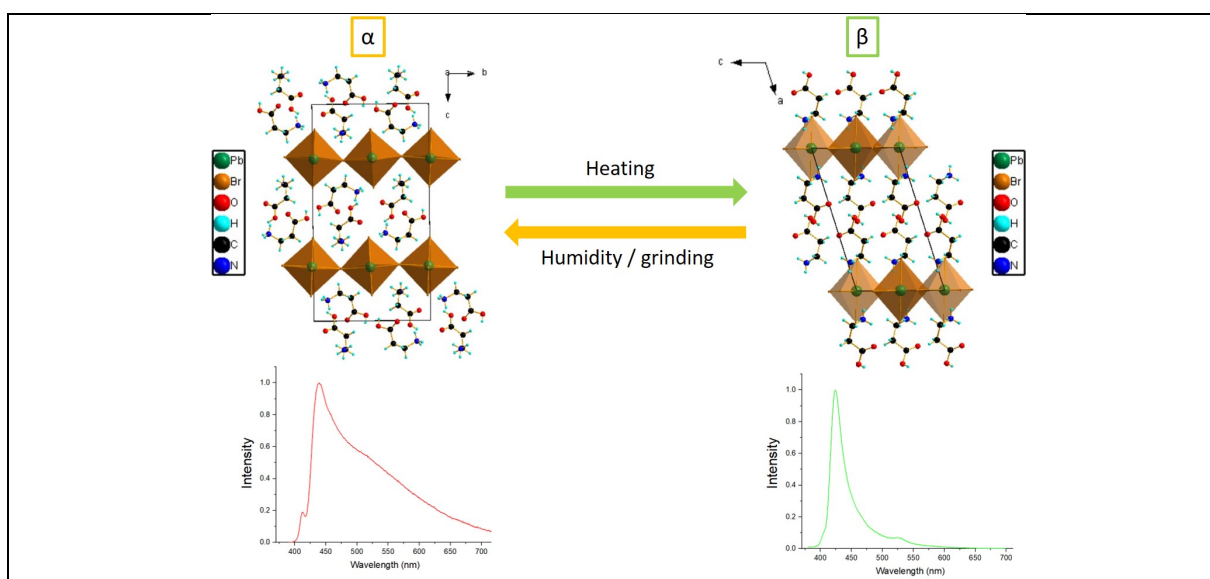 α
β
a
b
c
c
a
Pb
Br
O
H
C
N
Heating
Humidity / grinding
Pb
Br
O
H
C
N
1.0
0.8
0.6
0.4
0.2
0.0
Intensity
400 450 500 550 600 650 700
Wavelength (nm)
1.0
0.8
0.6
0.4
0.2
0.0
Intensity
400 450 500 550 600 650 700
Wavelength (nm)